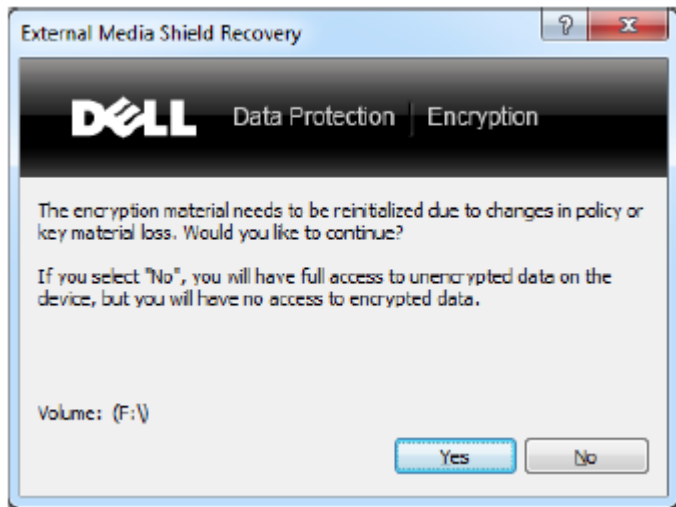 External Media Shield Recovery
DELL Data Protection | Encryption
The encryption material needs to be reinitialized due to changes in policy or
key material loss. Would you like to continue?
If you select "No", you will have full access to unencrypted data on the
device, but you will have no access to encrypted data.
Volume: (F:\)
Yes No